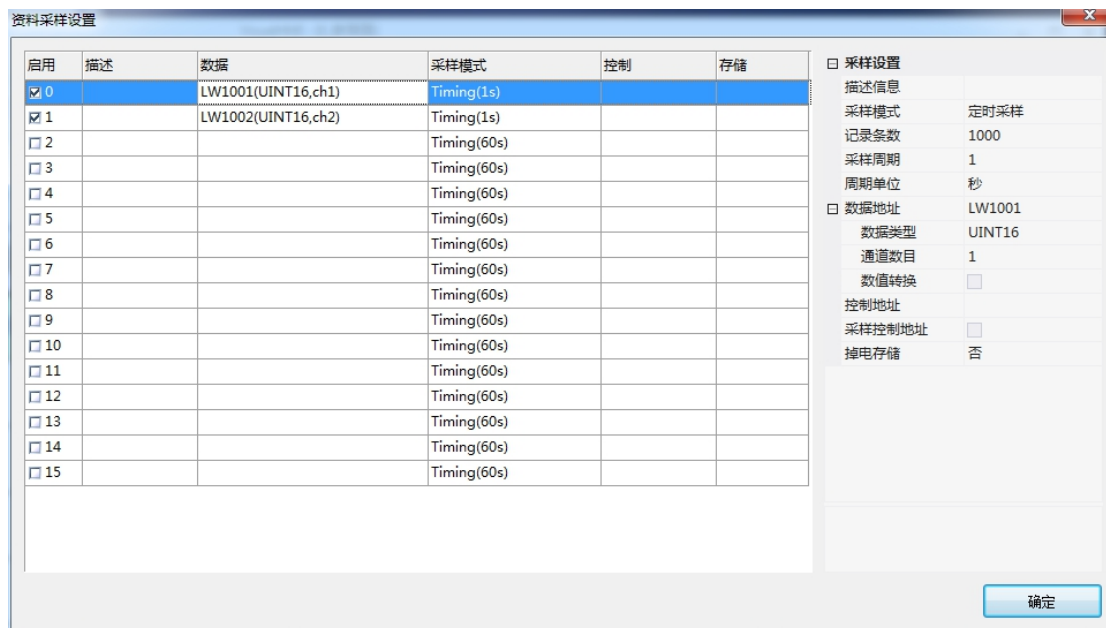 资料采样设置
启用 描述 数据 采样模式 控制 存储
0 LW1001(UINT16,ch1) Timing(1s)
1 LW1002(UINT16,ch2) Timing(1s)
2 Timing(60s)
3 Timing(60s)
4 Timing(60s)
5 Timing(60s)
6 Timing(60s)
7 Timing(60s)
8 Timing(60s)
9 Timing(60s)
10 Timing(60s)
11 Timing(60s)
12 Timing(60s)
13 Timing(60s)
14 Timing(60s)
15 Timing(60s)
采样设置
描述信息
采样模式 定时采样
记录条数 1000
采样周期 1
周期单位 秒
数据地址 LW1001
数据类型 UINT16
通道数目 1
数值转换
控制地址
采样控制地址
掉电存储 否
确定